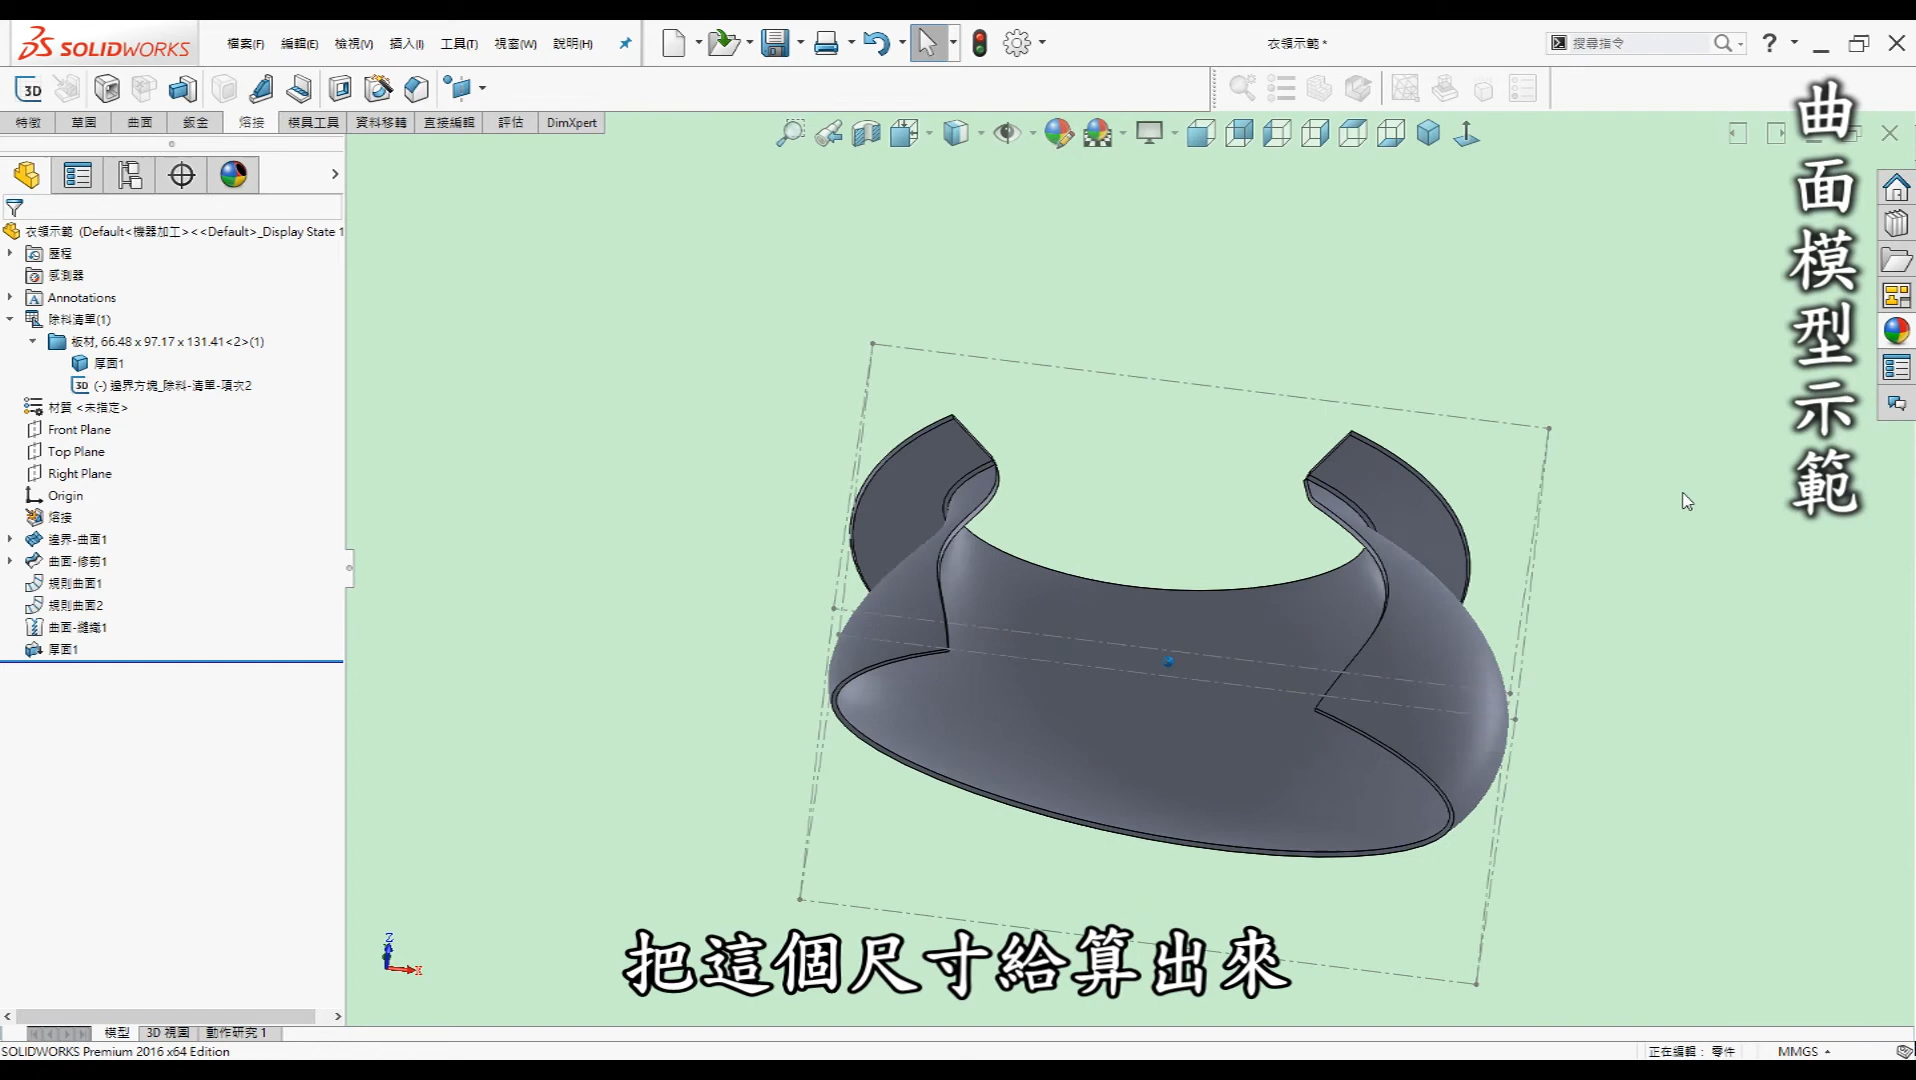 SOLIDWORKS
檔案(F) 編輯(E) 檢視(V) 插入(I) 工具(T) 視窗(W) 說明(H)
衣領示範 *
搜尋指令
3D
特徵 草圖 曲面 鈑金 熔接 模具工具 資料移轉 直接編輯 評估 DimXpert
曲面模型示範
衣領示範 (Default<機器加工><<Default>_Display State 1
歷程
感測器
Annotations
除料清單(1)
板材, 66.48 x 97.17 x 131.41<2>(1)
厚面1
3D (-) 邊界方塊_除料-清單-項次2
材質 <未指定>
Front Plane
Top Plane
Right Plane
Origin
熔接
邊界-曲面1
曲面-修剪1
規則曲面1
規則曲面2
曲面-縫織1
厚面1
Z
X
把這個尺寸給算出來
模型 3D 視圖 動作研究 1
SOLIDWORKS Premium 2016 x64 Edition
正在編輯： 零件
MMGS